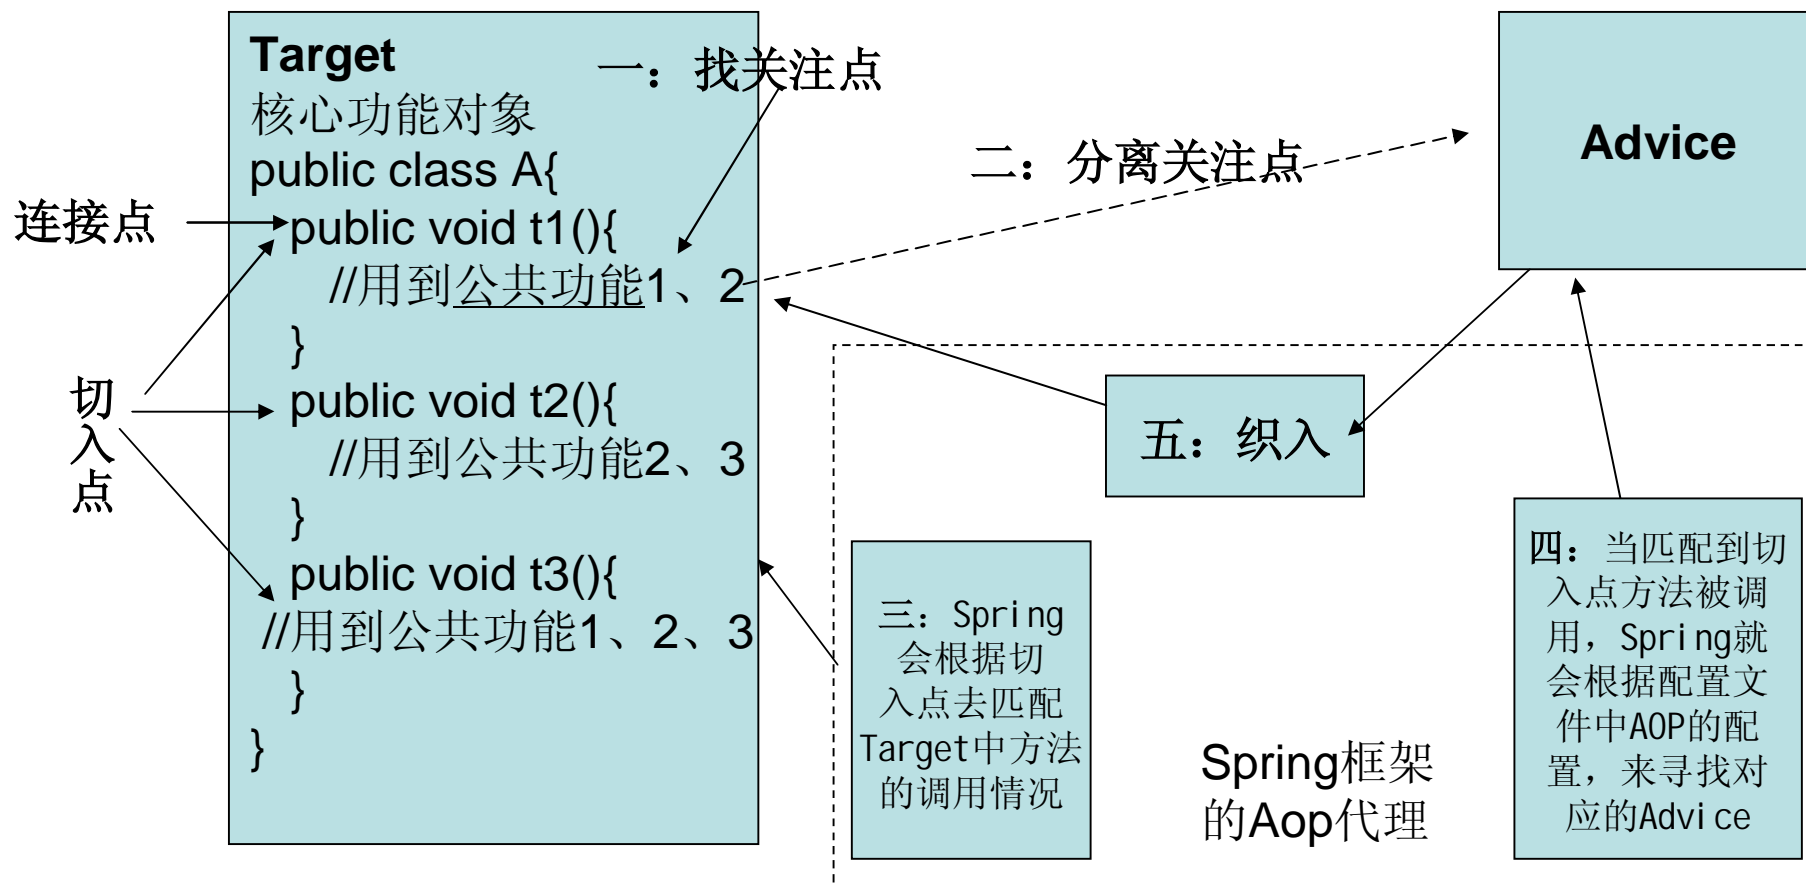 Target
一：找关注点
核心功能对象
public class A{
连接点
public void t1(){
//用到公共功能1、2
}
切
入
点
public void t2(){
//用到公共功能2、3
}
public void t3(){
//用到公共功能1、2、3
}
}
二：分离关注点
Advice
五：织入
三：Spring
会根据切
入点去匹配
Target中方法
的调用情况
四：当匹配到切
入点方法被调
用，Spring就
会根据配置文
件中AOP的配
置，来寻找对
应的Advice
Spring框架
的Aop代理